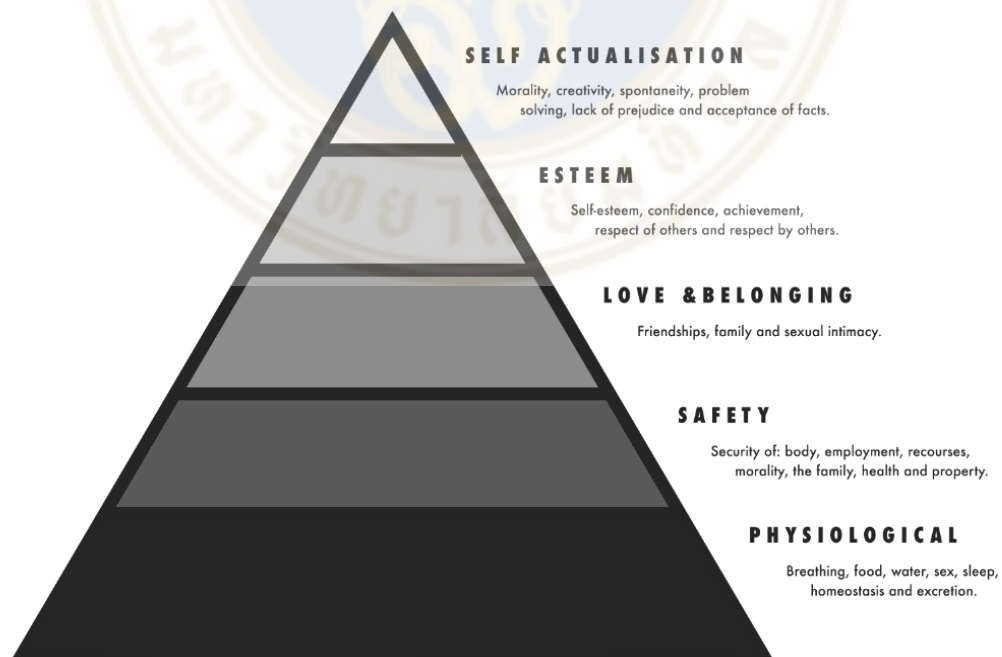 SELF ACTUALISATION
Morality, creativity, spontaneity, problem
solving, lack of prejudice and acceptance of facts.
ESTEEM
Self-esteem, confidence, achievement,
respect of others and respect by others.
LOVE &BELONGING
Friendships, family and sexual intimacy.
SAFETY
Security of: body, employment, recourses,
morality, the family, health and property.
PHYSIOLOGICAL
Breathing, food, water, sex, sleep,
homeostasis and excretion.